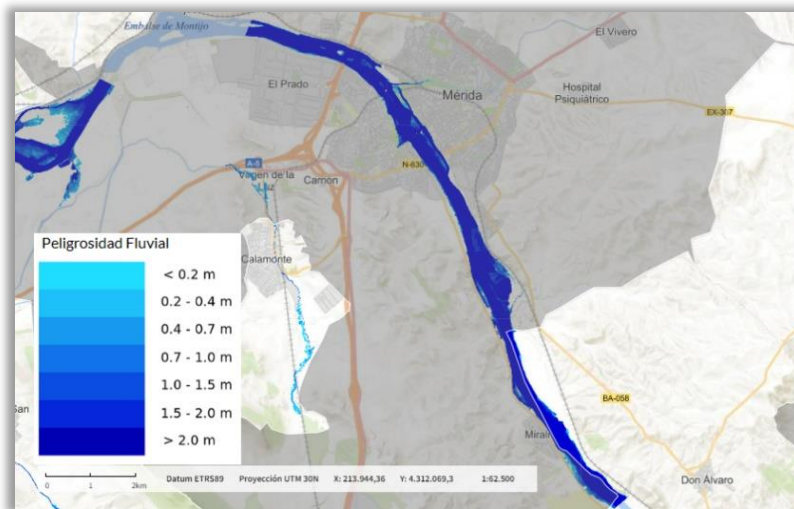 Embalse de Montijo
El Vivero
El Prado
Mérida
Hospital
Psiquiátrico
EX-307
N-630
A-5
Virgen de la
Luz
Carrión
Calamonte
Peligrosidad Fluvial
< 0.2 m
0.2 - 0.4 m
0.4 - 0.7 m
0.7 - 1.0 m
1.0 - 1.5 m
1.5 - 2.0 m
> 2.0 m
San
BA-058
Don Álvaro
0 1 2km
Datum ETRS89 Proyección UTM 30N X: 213.944,36 Y: 4.312.069,3 1:62.500